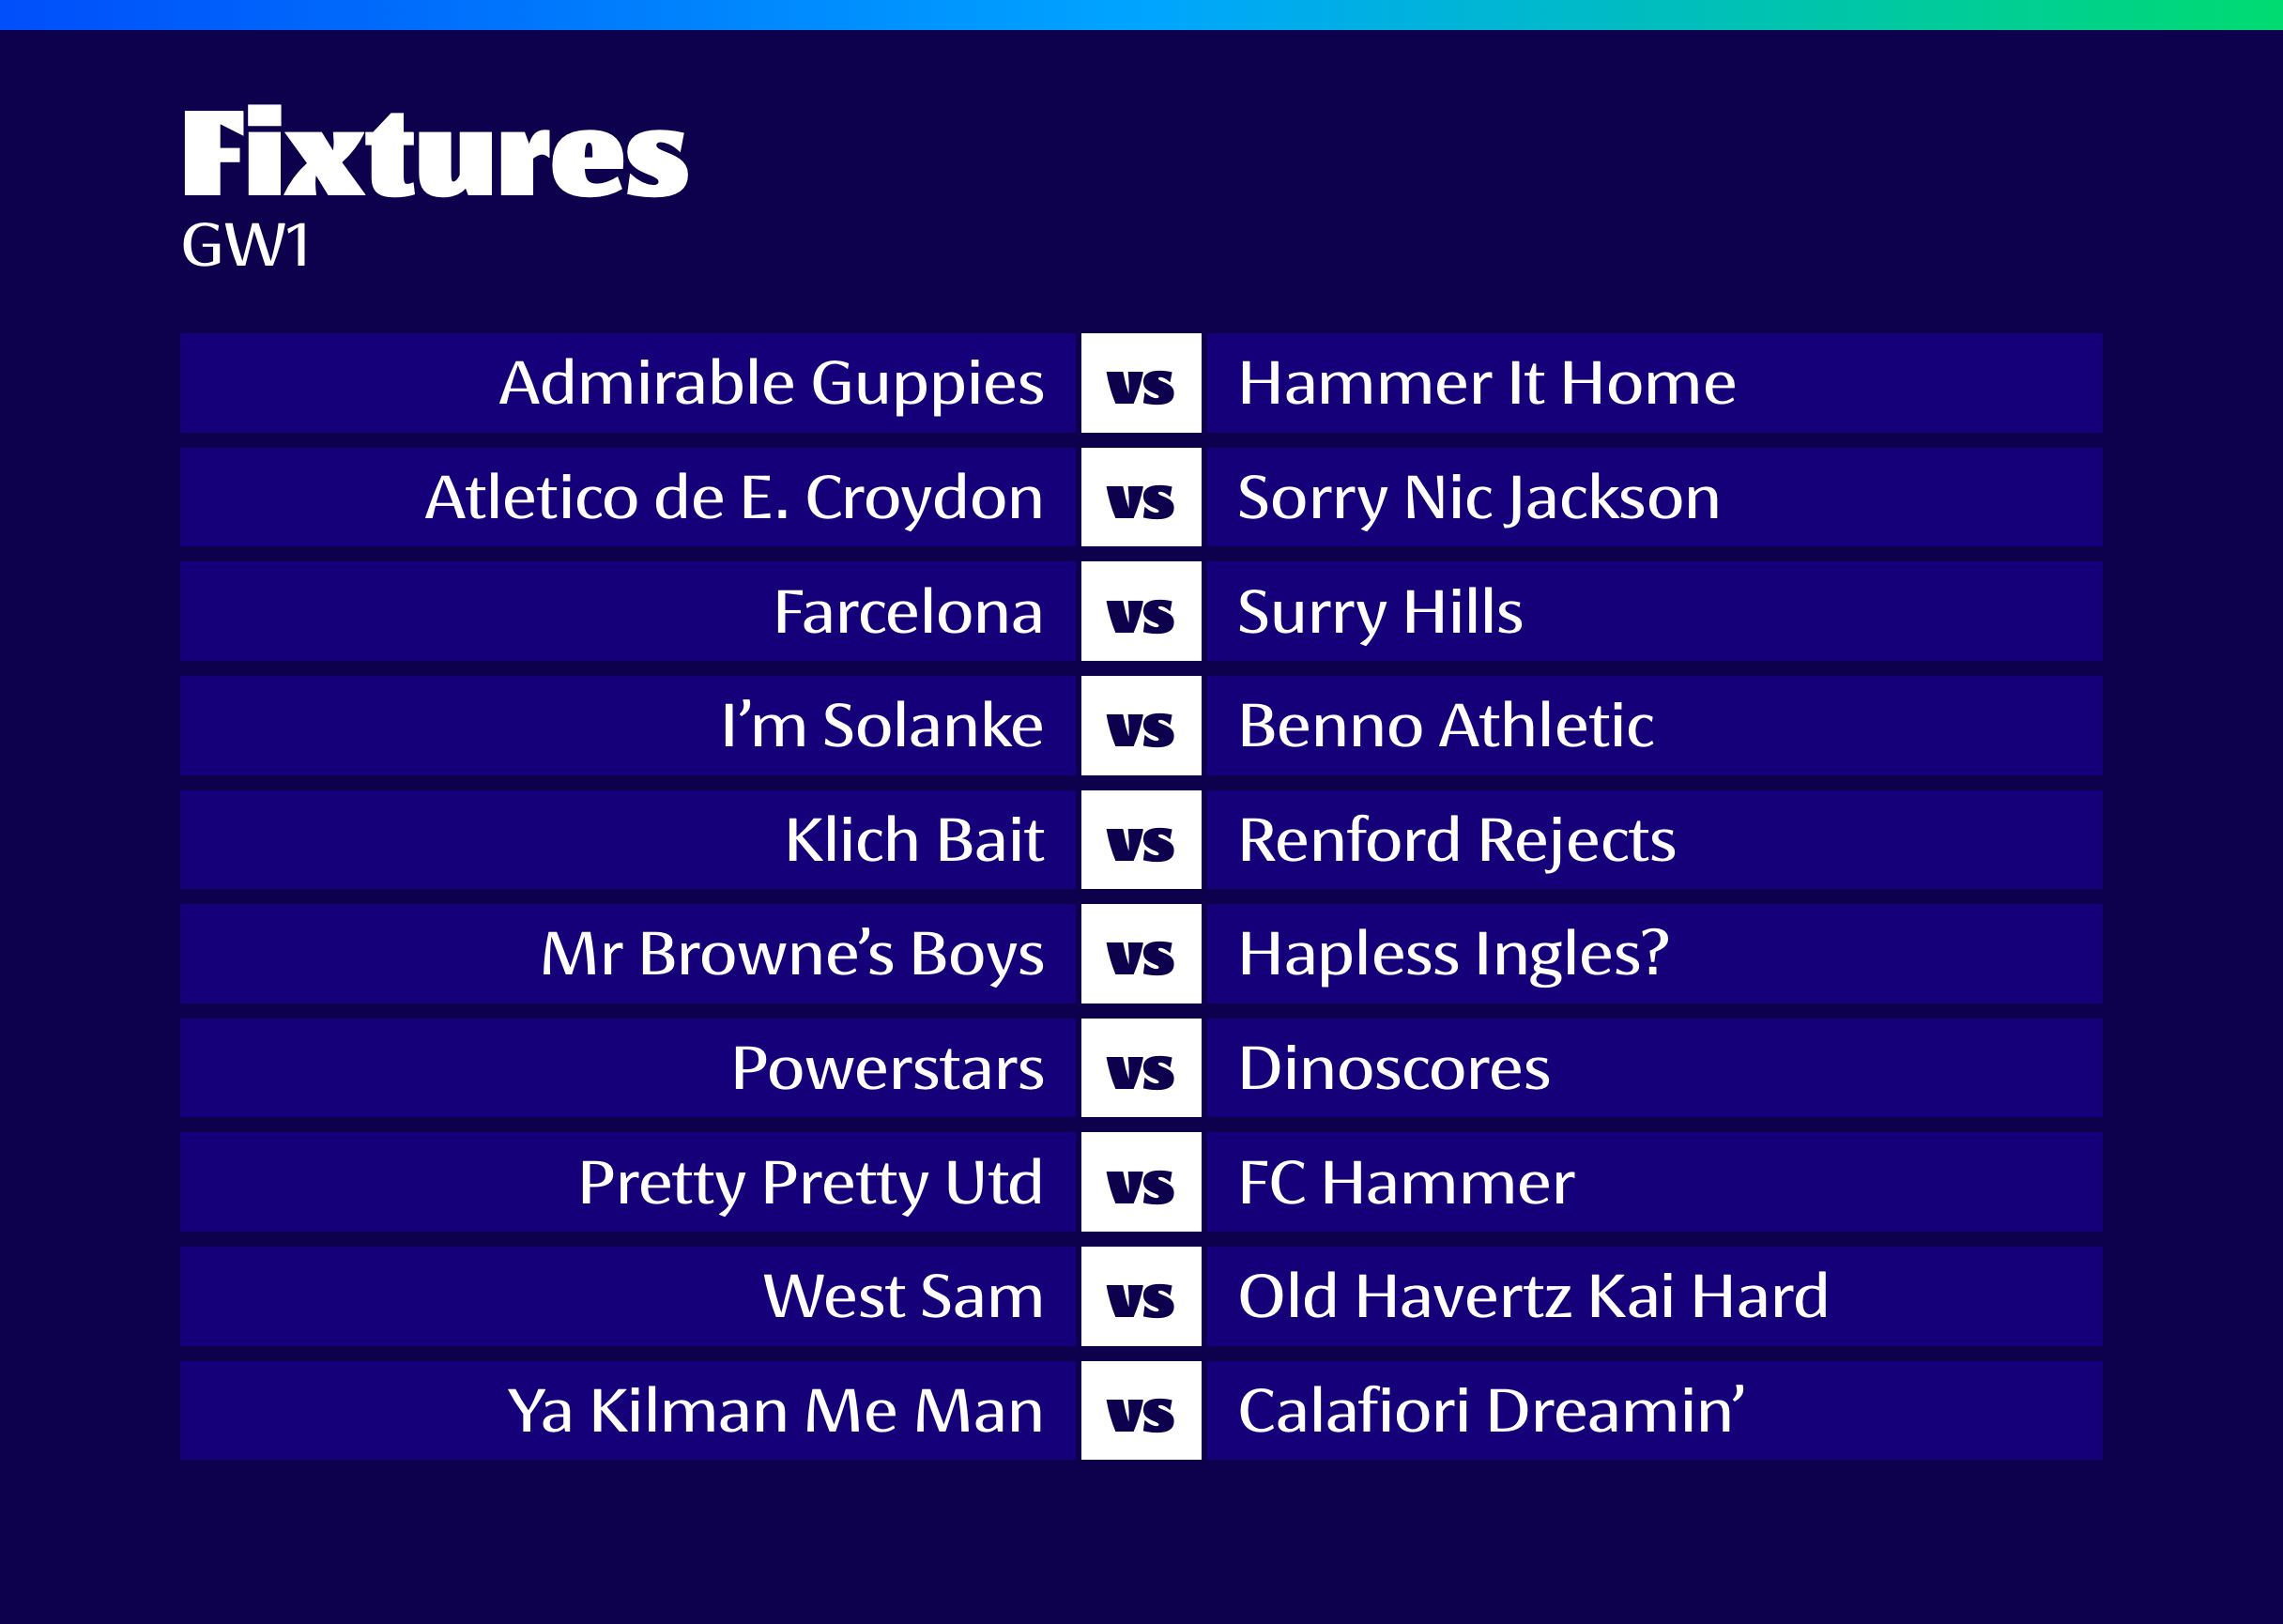 Fixtures
GW1
Admirable Guppies vs Hammer It Home
Atletico de E. Croydon vs Sorry Nic Jackson
Farcelona vs Surry Hills
I’m Solanke vs Benno Athletic
Klich Bait vs Renford Rejects
Mr Browne’s Boys vs Hapless Ingles?
Powerstars vs Dinoscores
Pretty Pretty Utd vs FC Hammer
West Sam vs Old Havertz Kai Hard
Ya Kilman Me Man vs Calafiori Dreamin’